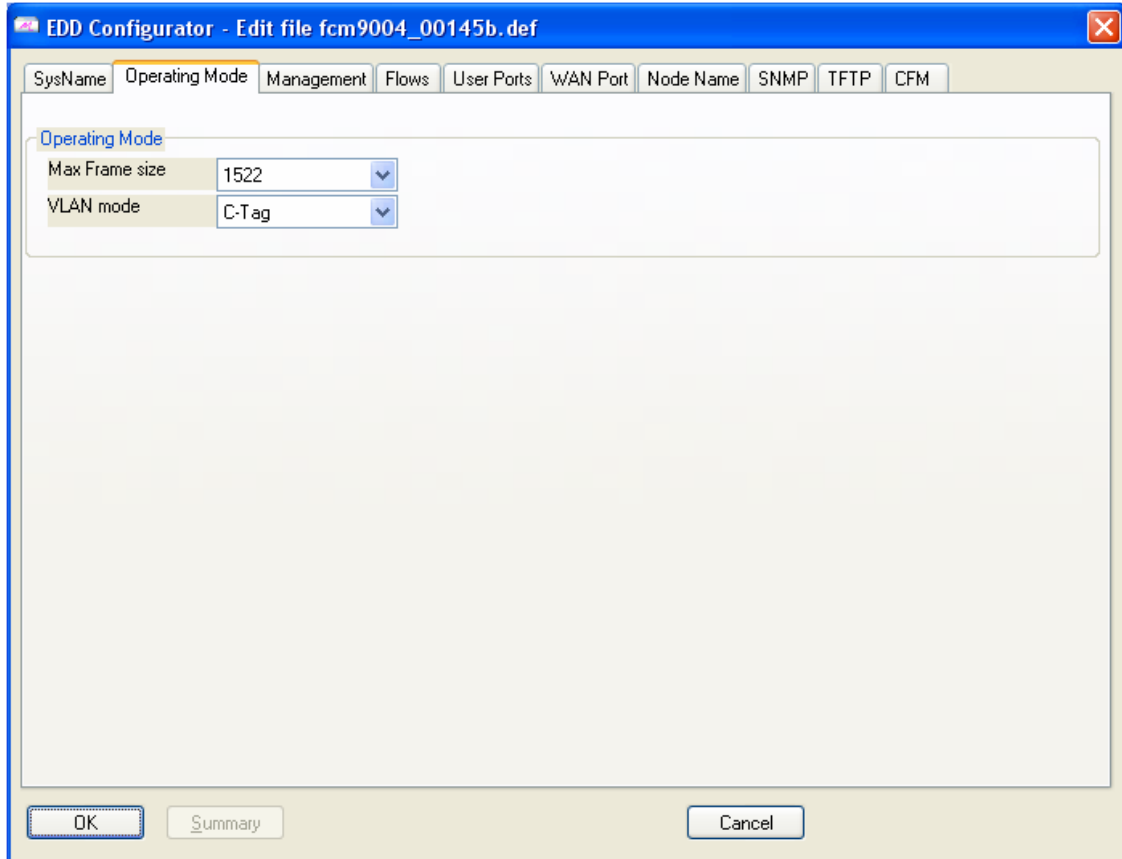 EDD Configurator - Edit file fcm9004_00145b.def
SysName Operating Mode Management Flows User Ports WAN Port Node Name SNMP TFTP CFM
Operating Mode
Max Frame size 1522
VLAN mode C-Tag
OK Summary Cancel